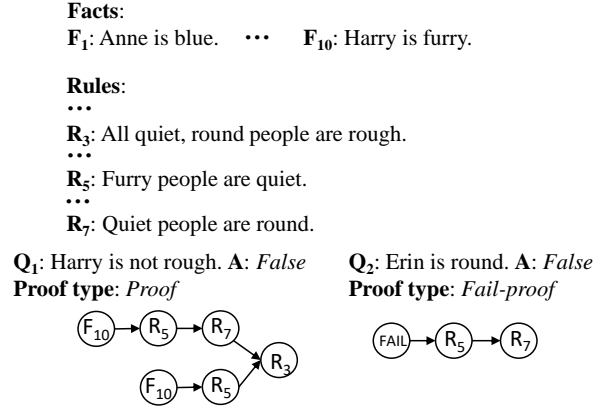 Facts:
F1: Anne is blue. ••• F10: Harry is furry.
Rules:
•••
R3: All quiet, round people are rough.
•••
R5: Furry people are quiet.
•••
R7: Quiet people are round.
Q1: Harry is not rough. A: False
Proof type: Proof
F10 R5 R7
R3
F10 R5
Q2: Erin is round. A: False
Proof type: Fail-proof
FAIL R5 R7